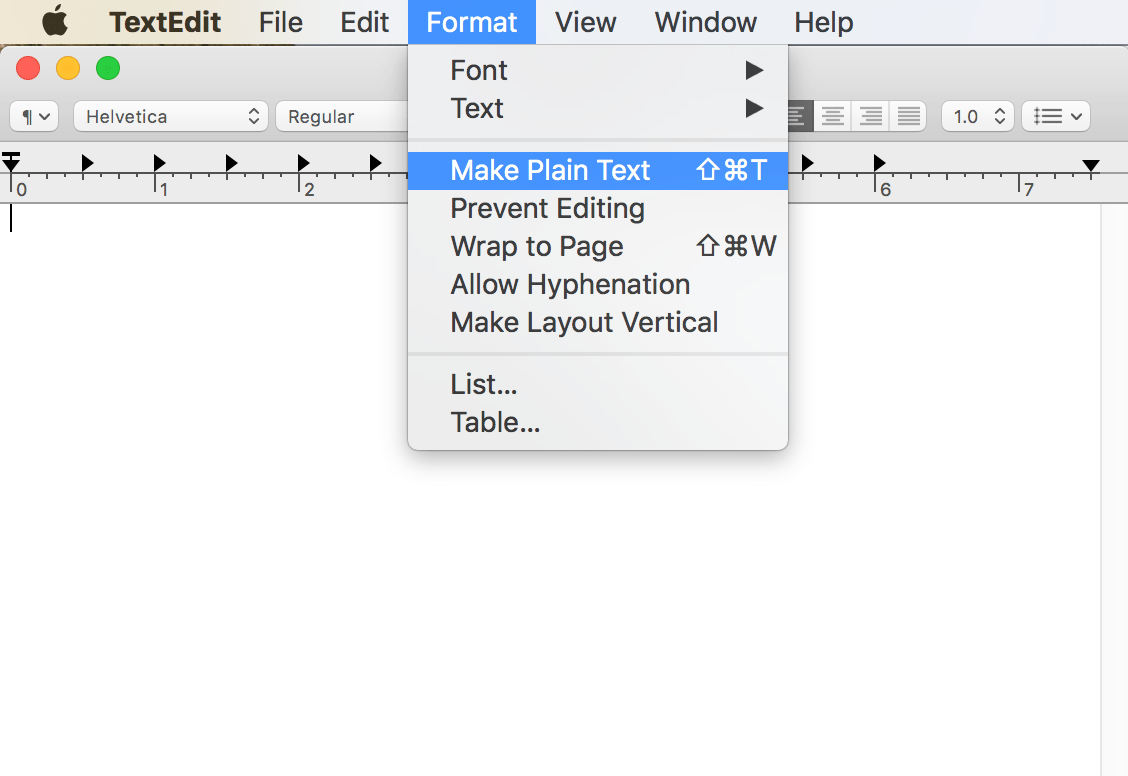 TextEdit File Edit Format View Window Help
Font
Text
¶ Helvetica Regular 1.0
Make Plain Text ⇧⌘T
0 1 2 6 7
Prevent Editing
Wrap to Page ⇧⌘W
Allow Hyphenation
Make Layout Vertical
List...
Table...